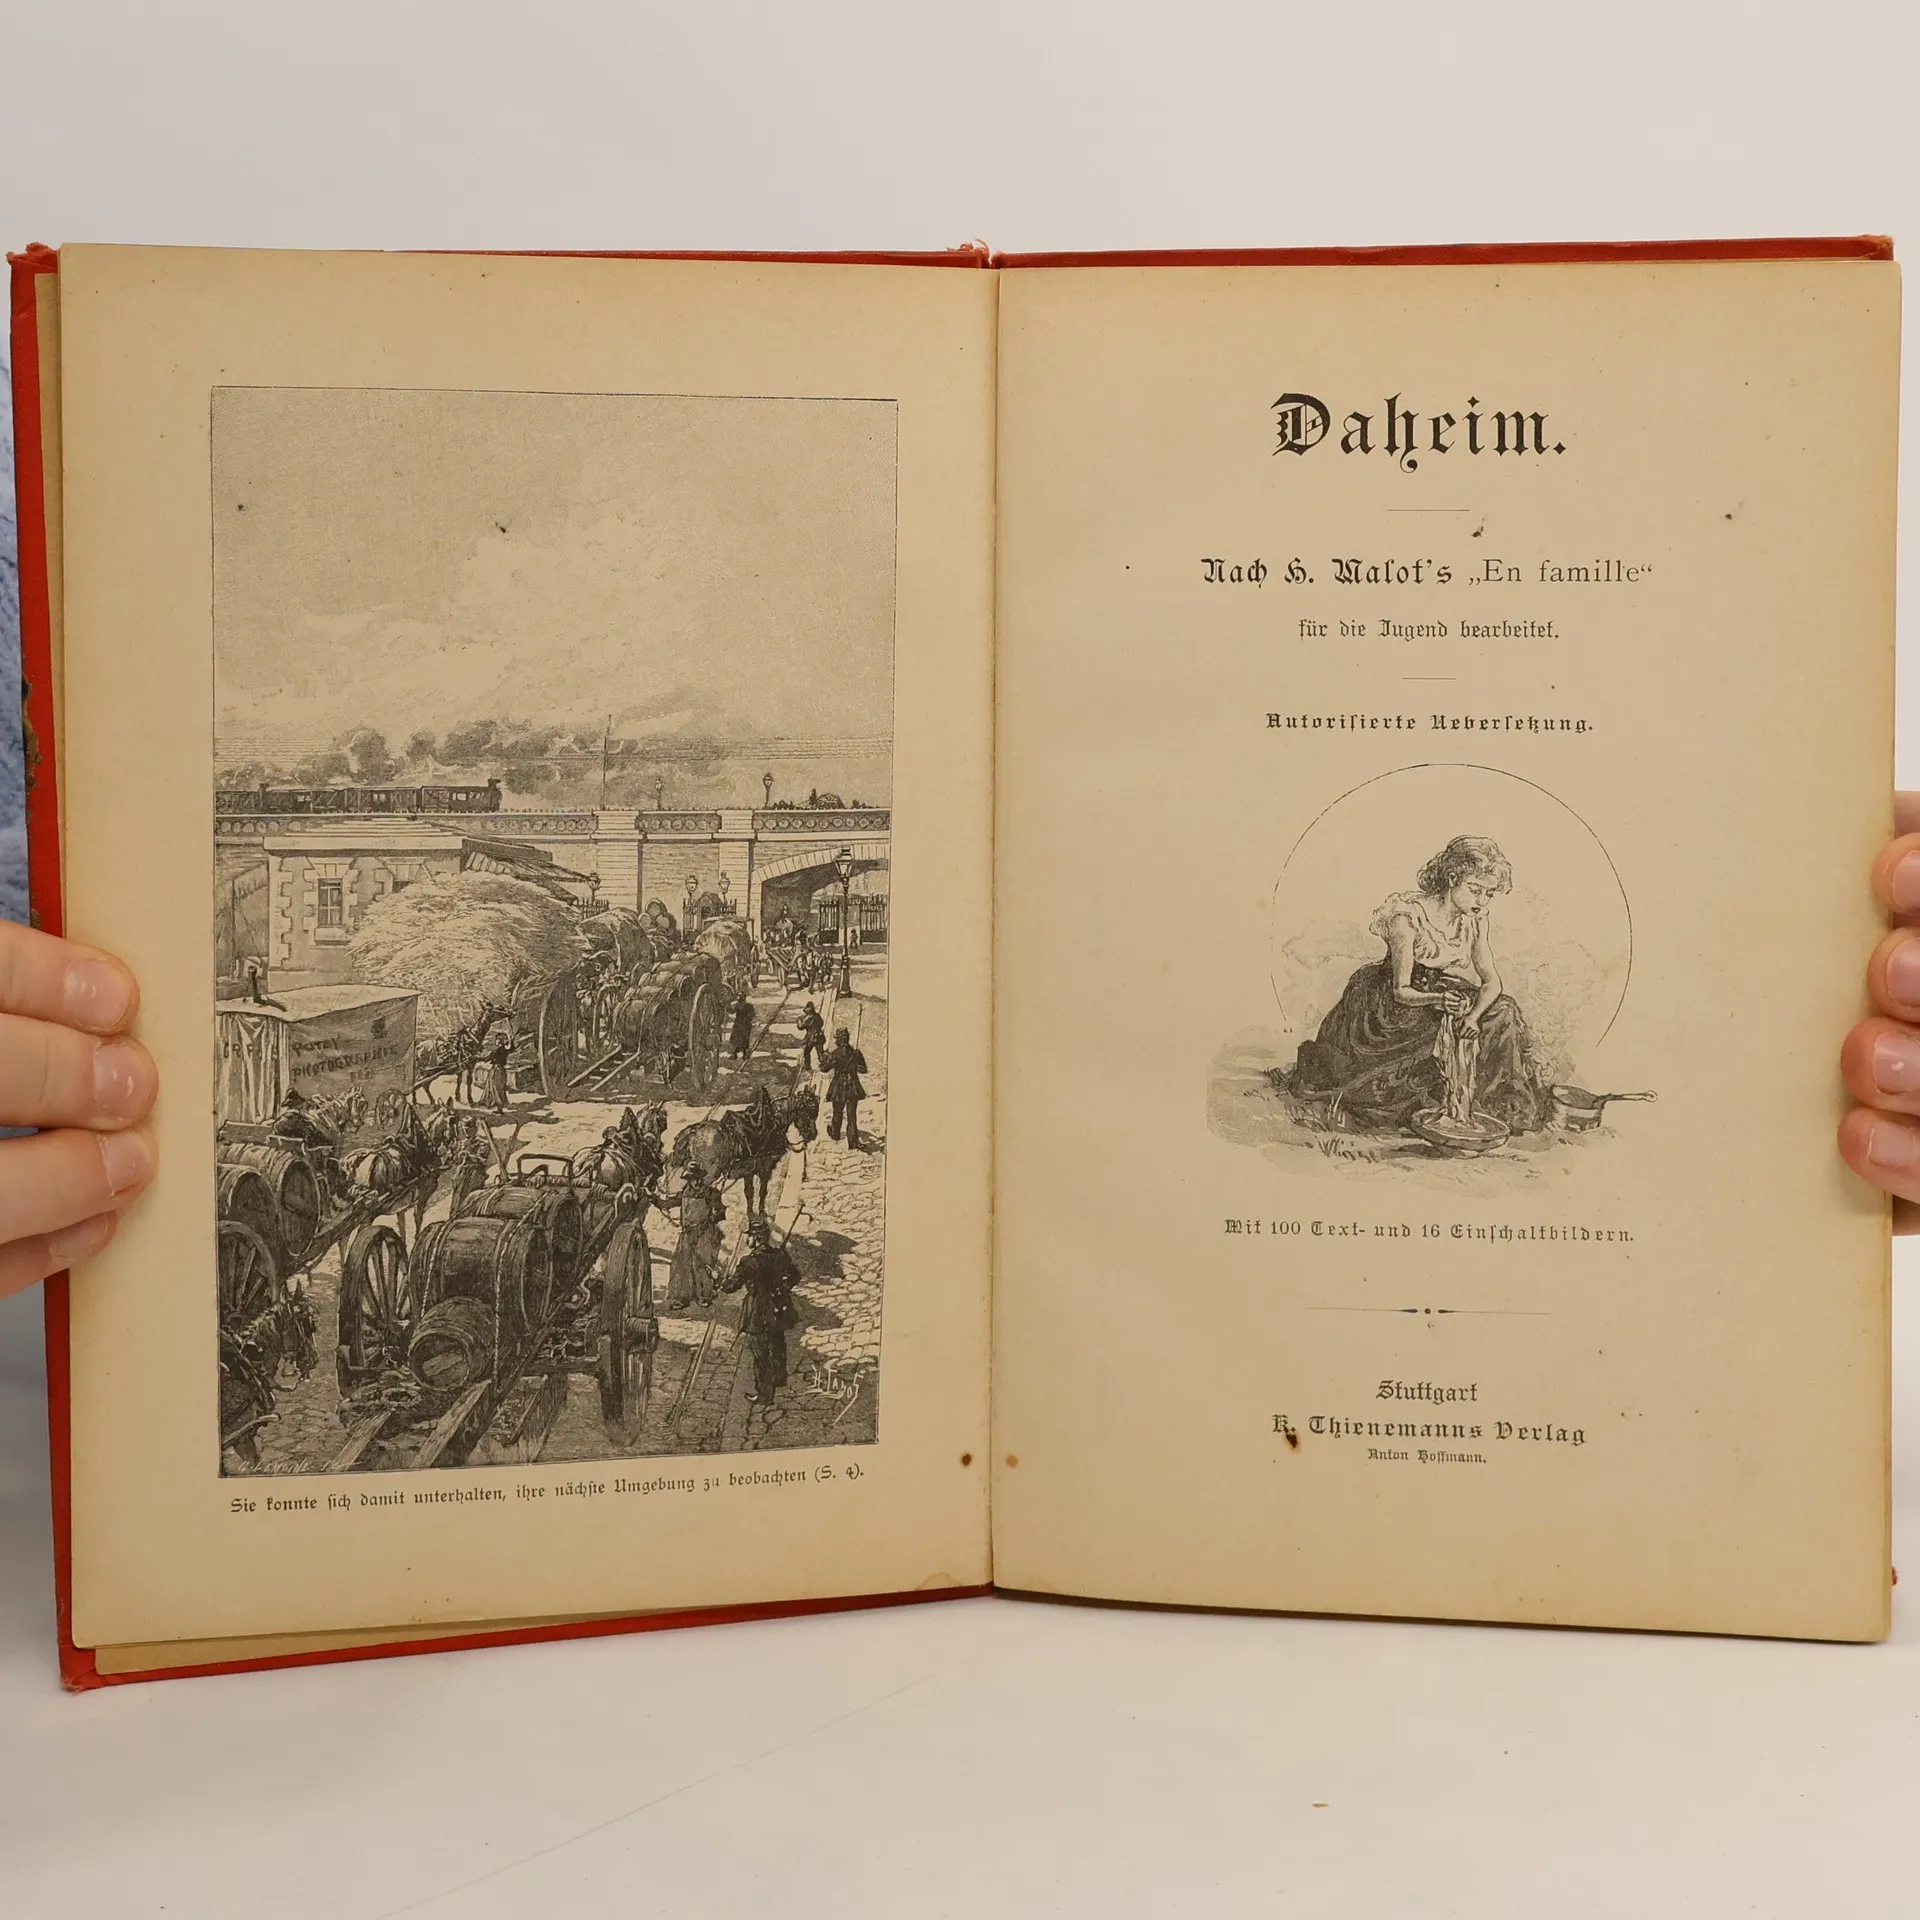 PHOTOGRAPHIE
Sie konnte sich damit unterhalten, ihre nächste Umgebung zu beobachten (S. 4).
Daheim.
Nach H. Malot's „En famille“
für die Jugend bearbeitet.
Autorisierte Uebersetzung.
Mit 100 Text- und 16 Einschaltbildern.
Stuttgart
K. Thienemanns Verlag
Anton Hoffmann.